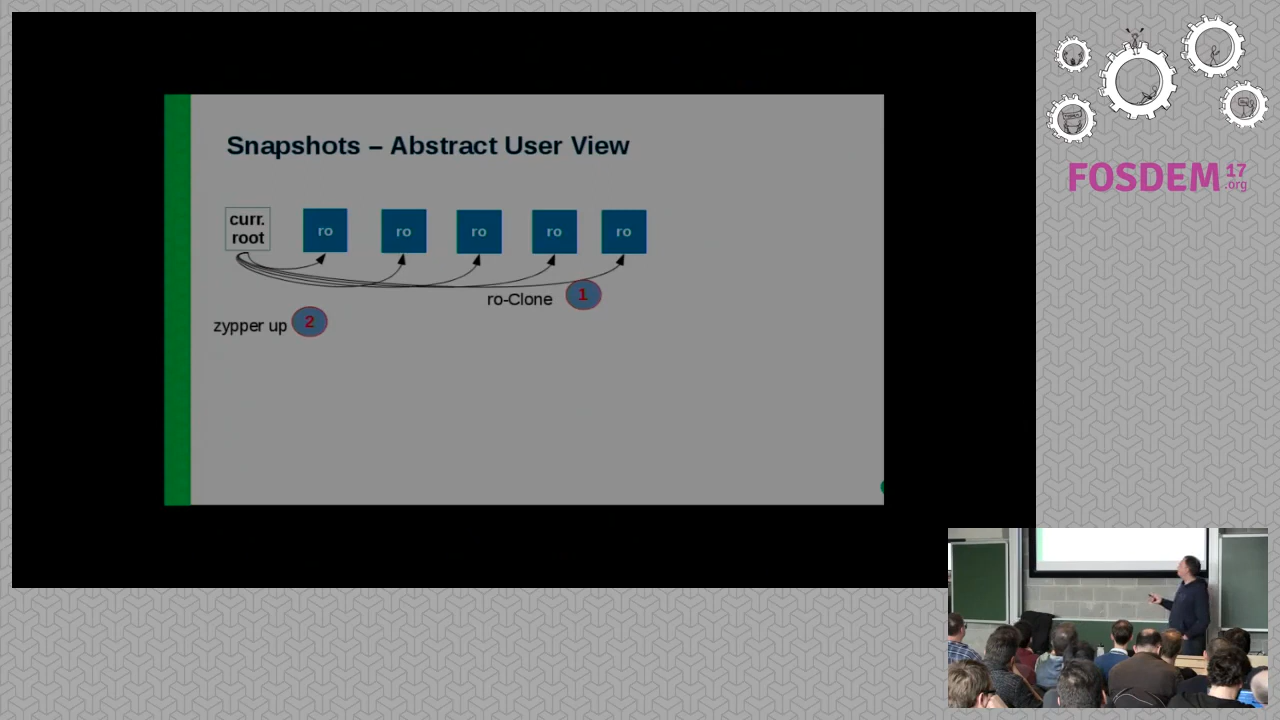 Snapshots – Abstract User View
curr.
root
ro
ro
ro
ro
ro
ro-Clone
1
zypper up
2
FOSDEM
17
.org